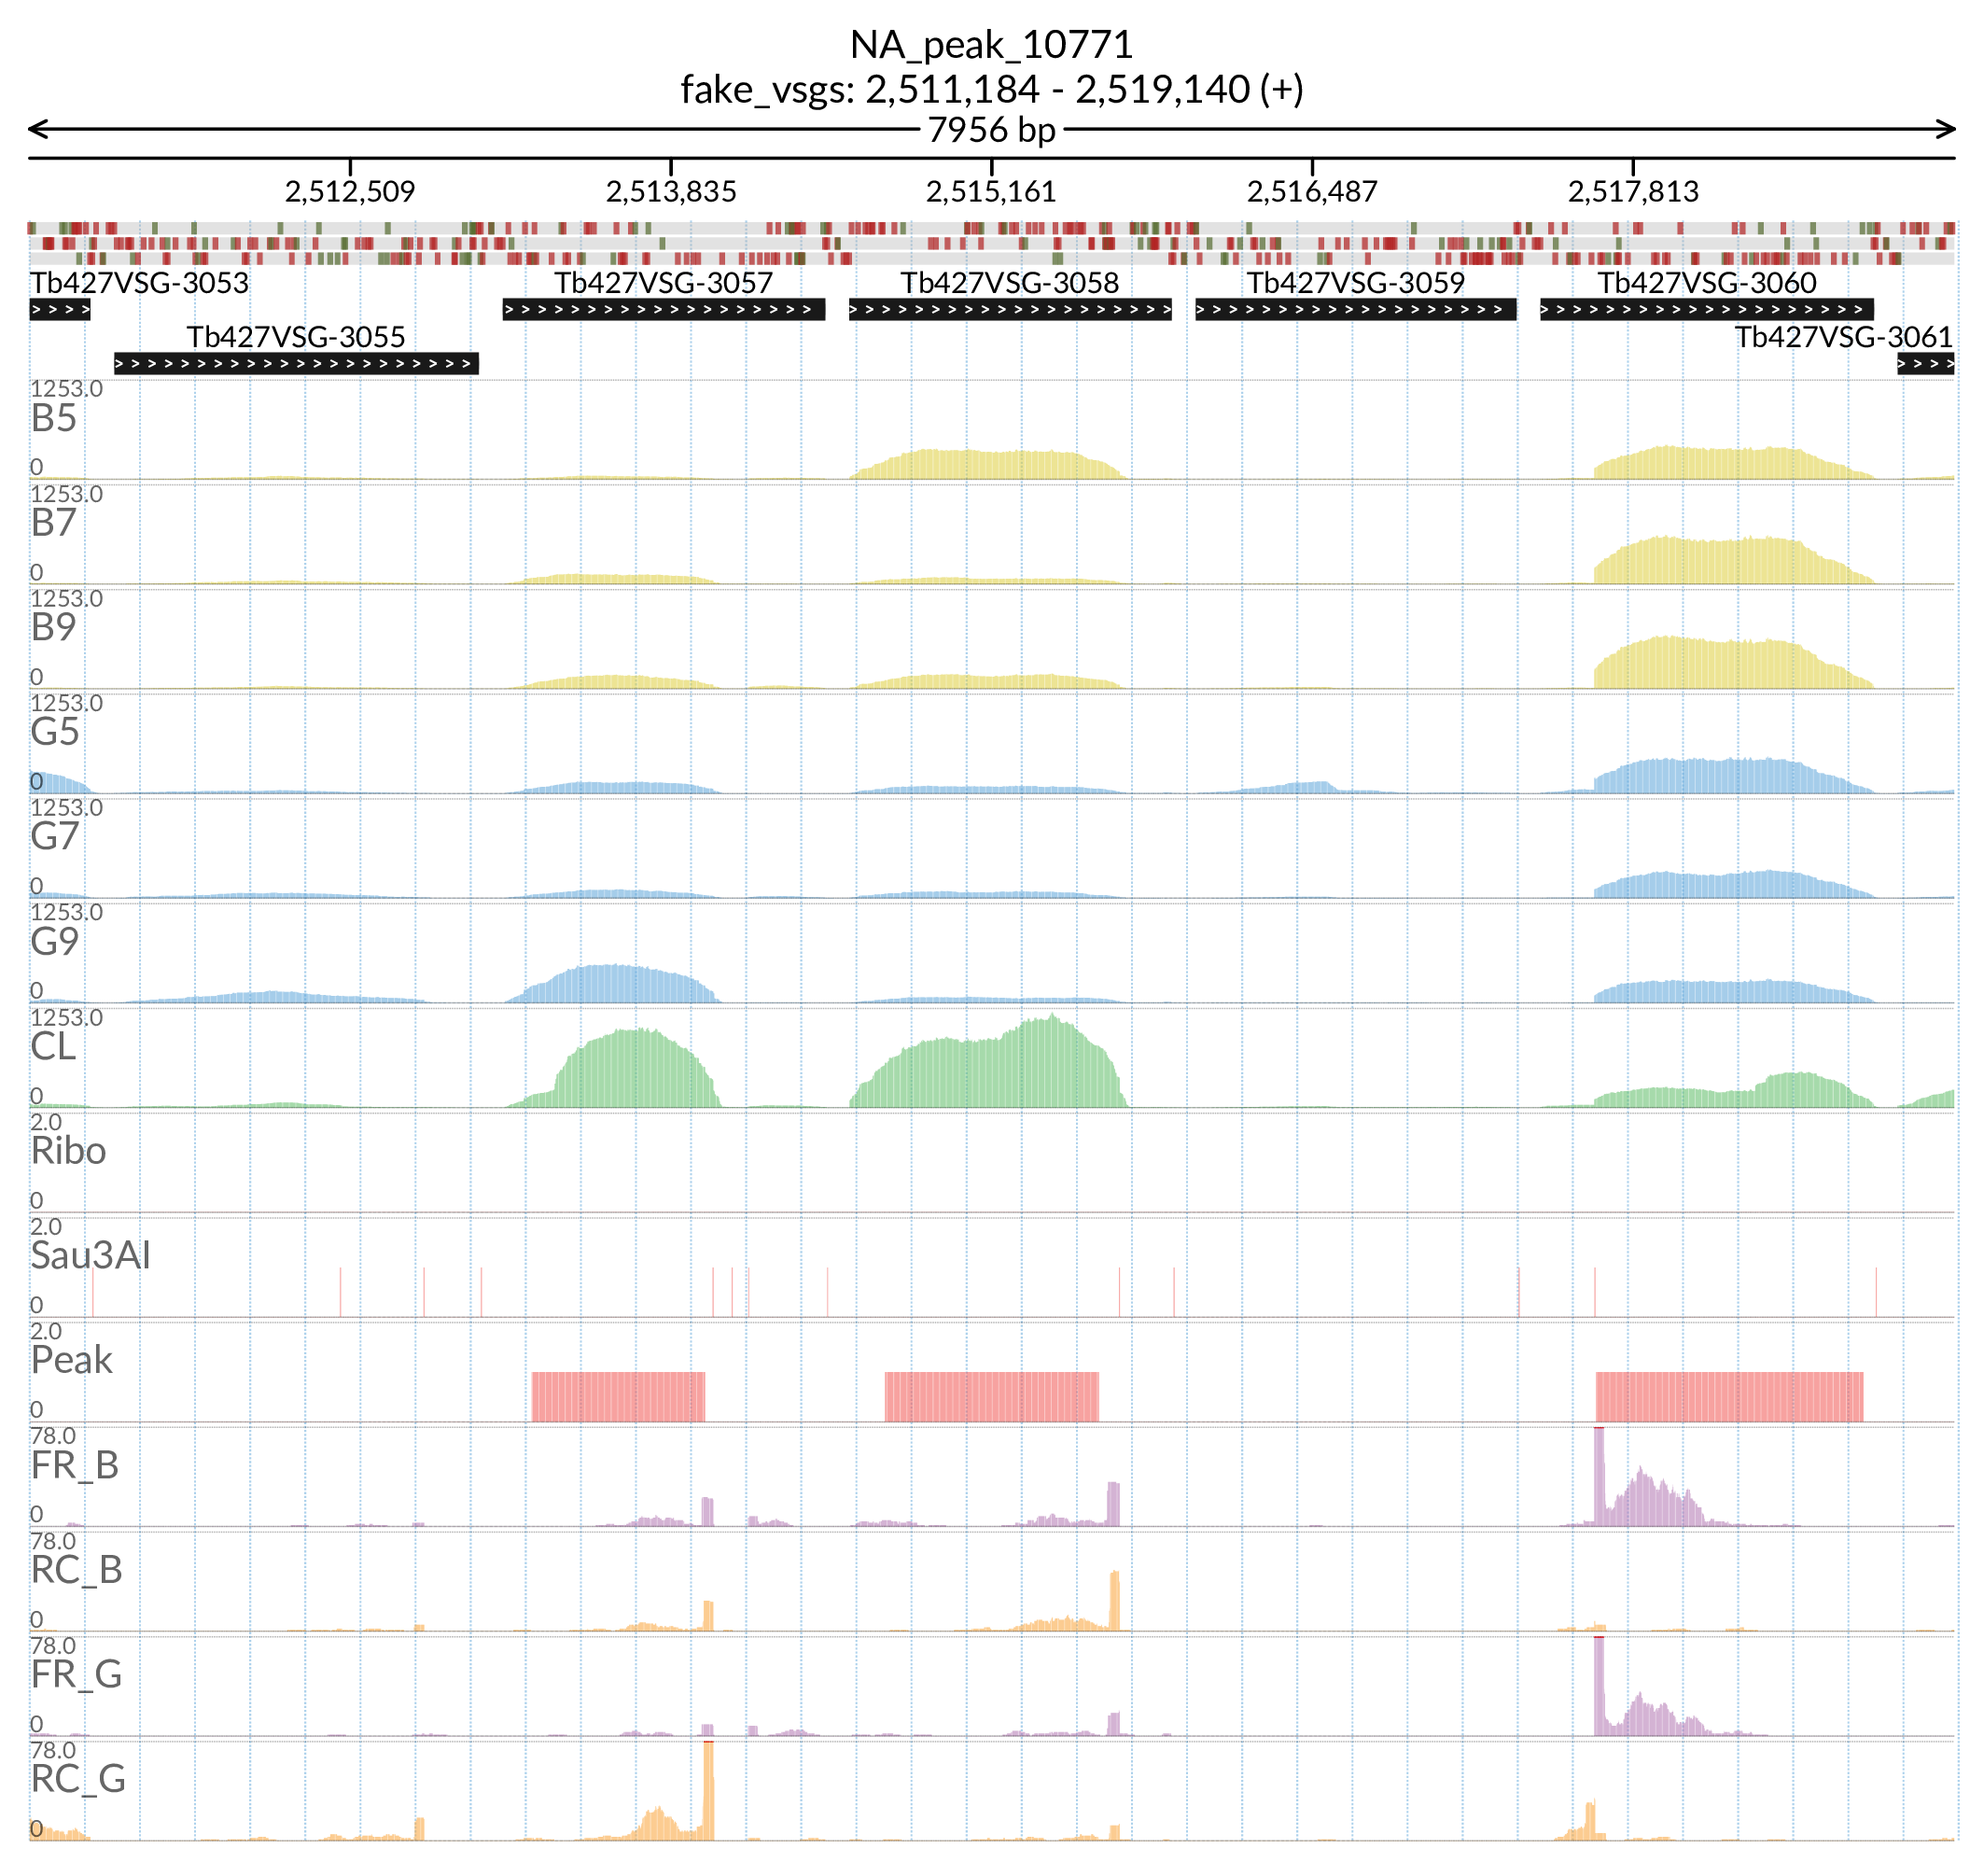 NA_peak_10771
fake_vsgs: 2,511,184 - 2,519,140 (+)
7956 bp
2,512,509 2,513,835 2,515,161 2,516,487 2,517,813
Tb427VSG-3053 Tb427VSG-3057 Tb427VSG-3058 Tb427VSG-3059 Tb427VSG-3060
Tb427VSG-3055 Tb427VSG-3061
1253.0
B5
0
1253.0
B7
0
1253.0
B9
0
1253.0
G5
0
1253.0
G7
0
1253.0
G9
0
1253.0
CL
0
2.0
Ribo
0
2.0
Sau3AI
0
2.0
Peak
0
78.0
FR_B
0
78.0
RC_B
0
78.0
FR_G
0
78.0
RC_G
0